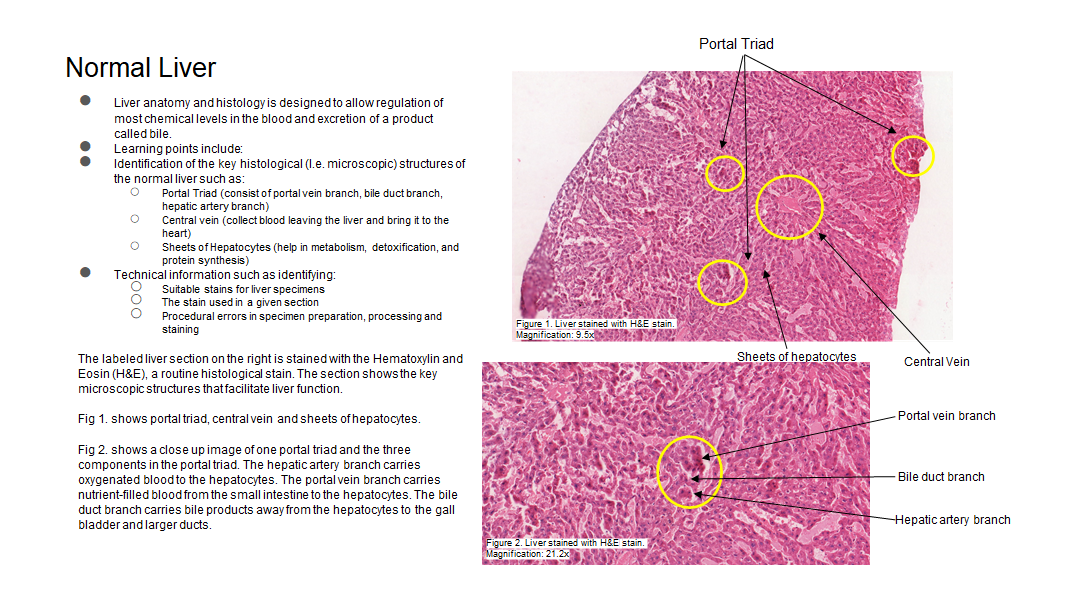 Normal Liver
Liver anatomy and histology is designed to allow regulation of
most chemical levels in the blood and excretion of a product
called bile.
Learning points include:
Identification of the key histological (I.e. microscopic) structures of
the normal liver such as:
Portal Triad (consist of portal vein branch, bile duct branch,
hepatic artery branch)
Central vein (collect blood leaving the liver and bring it to the
heart)
Sheets of Hepatocytes (help in metabolism, detoxification, and
protein synthesis)
Technical information such as identifying:
Suitable stains for liver specimens
The stain used in a given section
Procedural errors in specimen preparation, processing and
staining
The labeled liver section on the right is stained with the Hematoxylin and
Eosin (H&E), a routine histological stain. The section shows the key
microscopic structures that facilitate liver function.
Fig 1. shows portal triad, central vein and sheets of hepatocytes.
Fig 2. shows a close up image of one portal triad and the three
components in the portal triad. The hepatic artery branch carries
oxygenated blood to the hepatocytes. The portal vein branch carries
nutrient-filled blood from the small intestine to the hepatocytes. The bile
duct branch carries bile products away from the hepatocytes to the gall
bladder and larger ducts.
Portal Triad
Figure 1. Liver stained with H&E stain.
Magnification: 9.5x
Sheets of hepatocytes
Central Vein
Portal vein branch
Bile duct branch
Hepatic artery branch
Figure 2. Liver stained with H&E stain.
Magnification: 21.2x